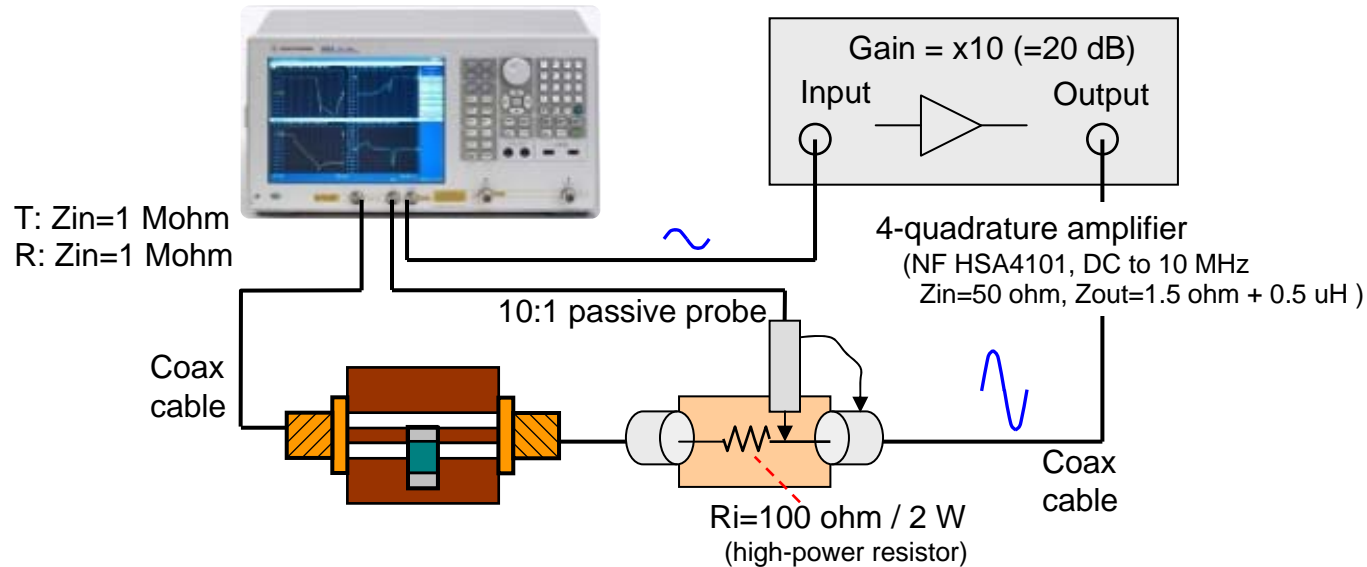 Gain = x10 (=20 dB)
Input
Output
T: Zin=1 Mohm
R: Zin=1 Mohm
4-quadrature amplifier
(NF HSA4101, DC to 10 MHz
Zin=50 ohm, Zout=1.5 ohm + 0.5 uH )
10:1 passive probe
Coax
cable
Coax
cable
Ri=100 ohm / 2 W
(high-power resistor)